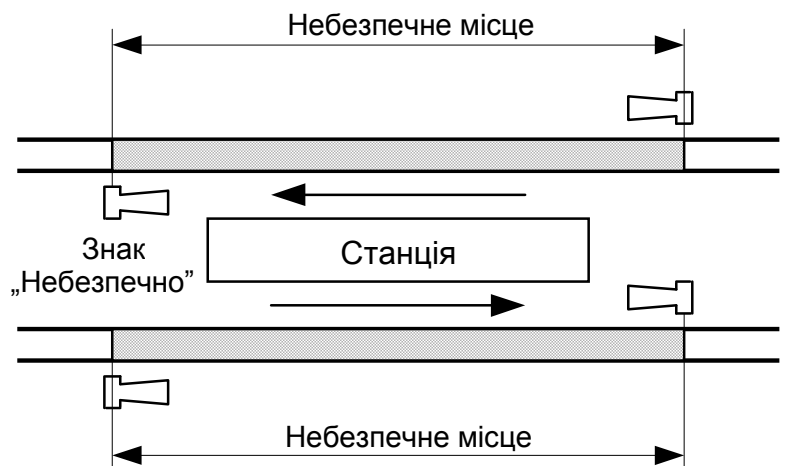 Небезпечне місце
Знак
„Небезпечно”
Станція
Небезпечне місце